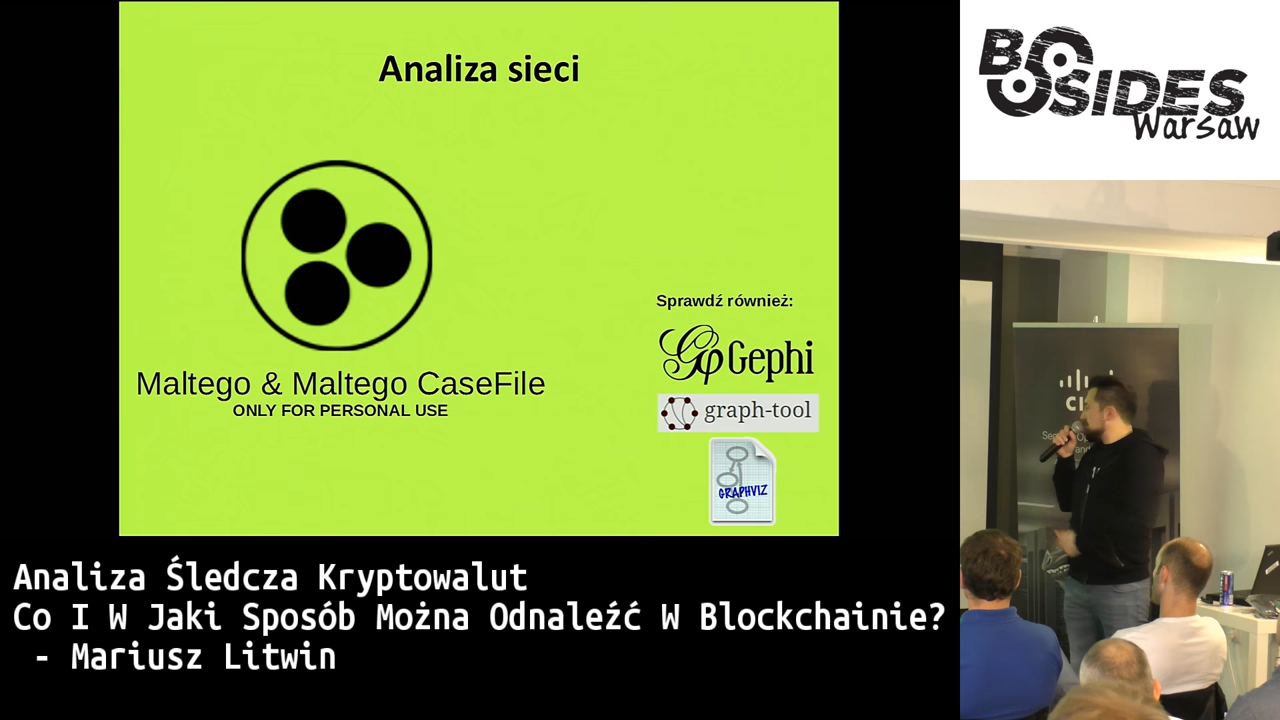 Analiza sieci
Maltego & Maltego CaseFile
ONLY FOR PERSONAL USE
Sprawdź również:
Gephi
graph-tool
GRAPHVIZ
BSIDES
Warsaw
Analiza Śledcza Kryptowalut
Co I W Jaki Sposób Można Odnaleźć W Blockchainie?
- Mariusz Litwin